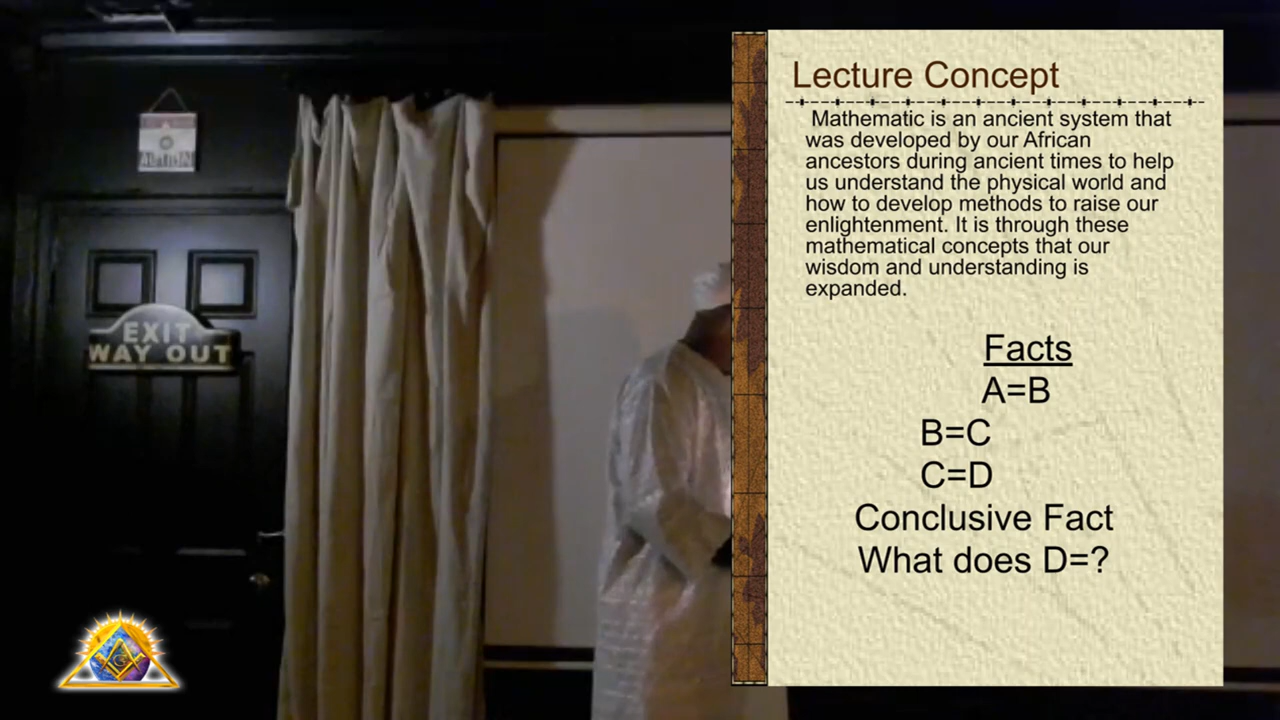 Lecture Concept
Mathematic is an ancient system that
was developed by our African
ancestors during ancient times to help
us understand the physical world and
how to develop methods to raise our
enlightenment. It is through these
mathematical concepts that our
wisdom and understanding is
expanded.
Facts
A=B
B=C
C=D
Conclusive Fact
What does D=?
EXIT
WAY OUT
G